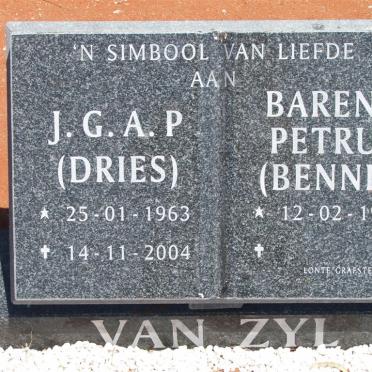 'N SIMBOOL VAN LIEFDE
AAN
J. G. A. P
(DRIES)
★ 25-01-1963
✝ 14-11-2004
BAREN
PETRU
(BENNI
★ 12-02-19
✝
LONTE GRAFSTE
VAN ZYL